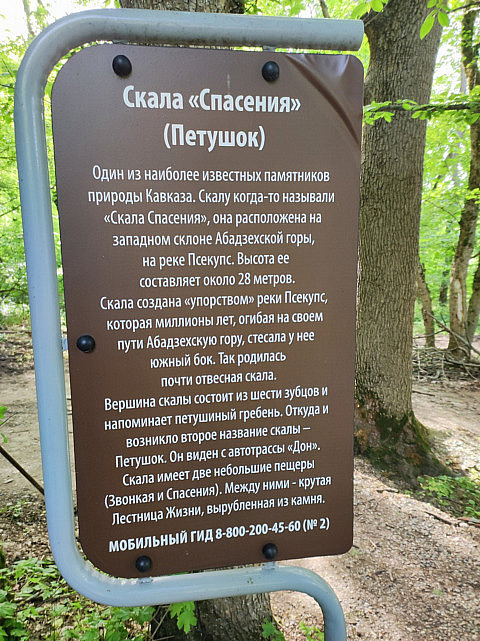 Скала «Спасения»
(Петушок)
Один из наиболее известных памятников
природы Кавказа. Скалу когда-то называли
«Скала Спасения», она расположена на
западном склоне Абадзехской горы,
на реке Псекупс. Высота ее
составляет около 28 метров.
Скала создана «упорством» реки Псекупс,
которая миллионы лет, огибая на своем
пути Абадзехскую гору, стесала у нее
южный бок. Так родилась
почти отвесная скала.
Вершина скалы состоит из шести зубцов и
напоминает петушиный гребень. Откуда и
возникло второе название скалы –
Петушок. Он виден с автотрассы «Дон».
Скала имеет две небольшие пещеры
(Звонкая и Спасения). Между ними - крутая
Лестница Жизни, вырубленная из камня.
МОБИЛЬНЫЙ ГИД 8-800-200-45-60 (№ 2)